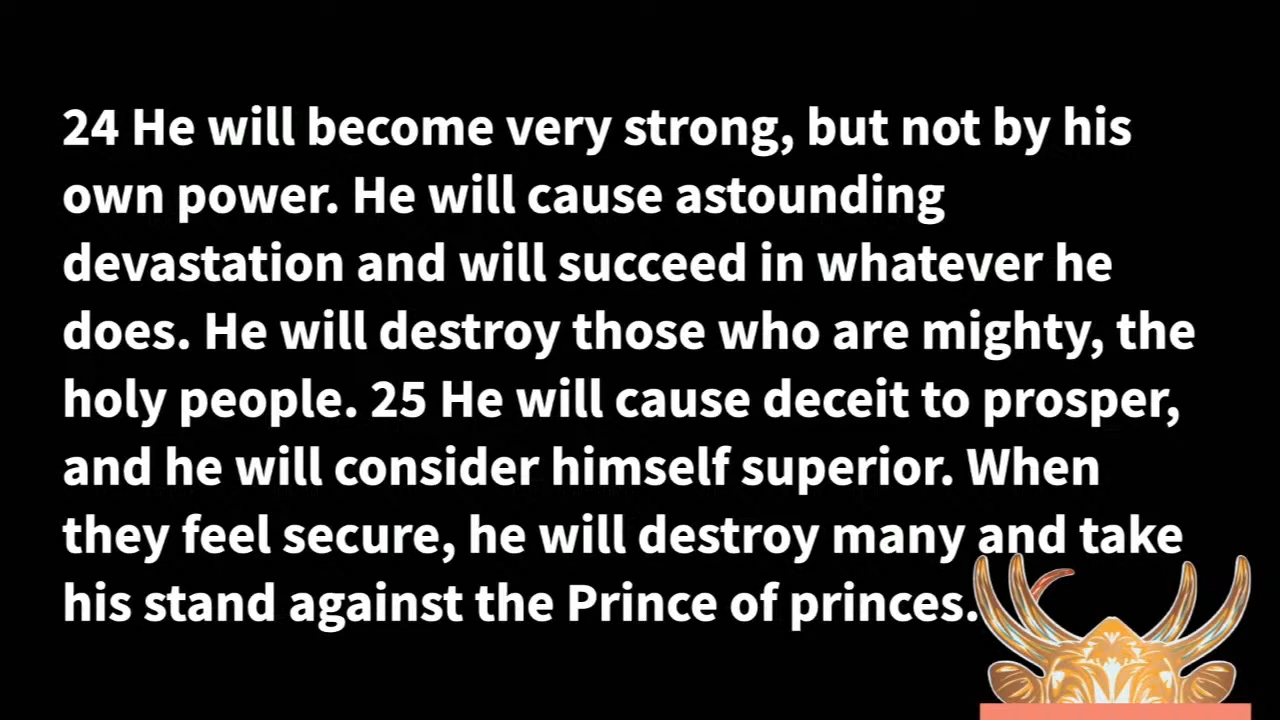 24 He will become very strong, but not by his
own power. He will cause astounding
devastation and will succeed in whatever he
does. He will destroy those who are mighty, the
holy people. 25 He will cause deceit to prosper,
and he will consider himself superior. When
they feel secure, he will destroy many and take
his stand against the Prince of princes.